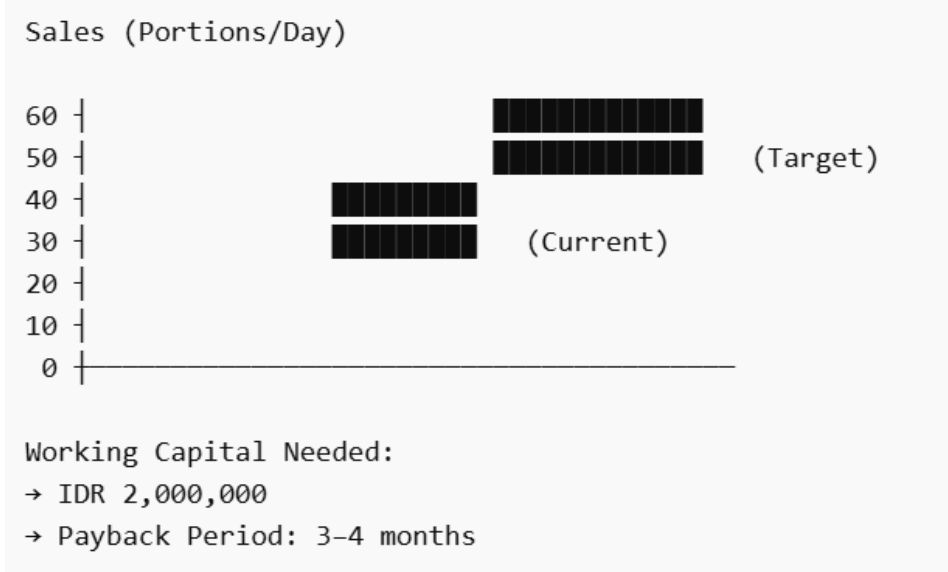 Sales (Portions/Day)
60
50 (Target)
40
30 (Current)
20
10
0
Working Capital Needed:
→ IDR 2,000,000
→ Payback Period: 3–4 months